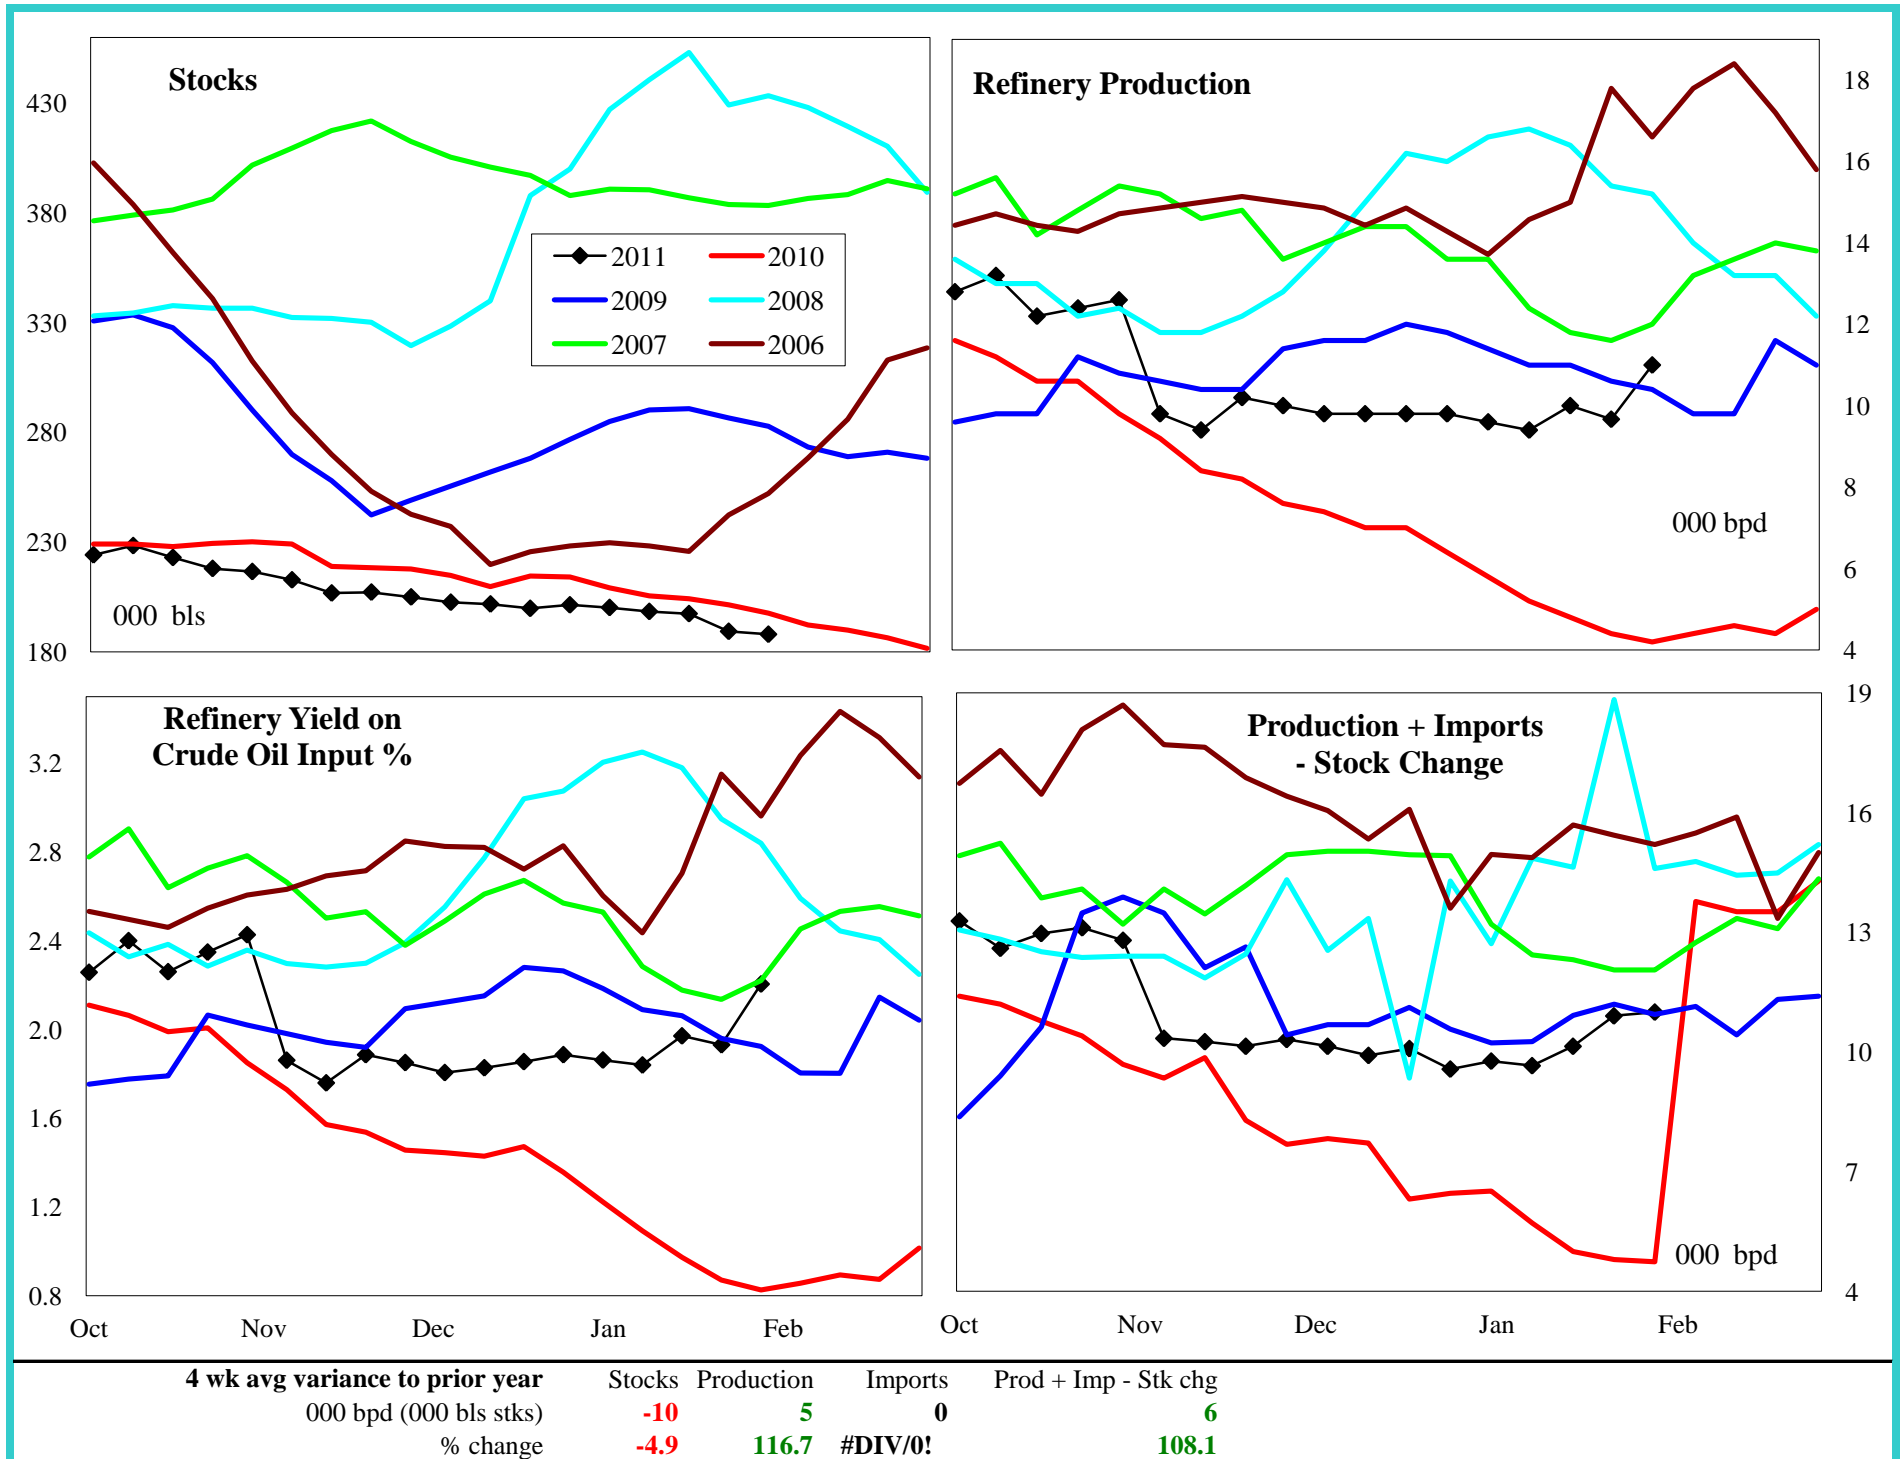 Stocks
430
380
330
280
230
180
000 bls
2011 2010
2009 2008
2007 2006
Refinery Production
18
16
14
12
10
8
6
4
000 bpd
Refinery Yield on
Crude Oil Input %
3.2
2.8
2.4
2.0
1.6
1.2
0.8
Oct Nov Dec Jan Feb
Production + Imports
- Stock Change
19
16
13
10
7
4
000 bpd
Oct Nov Dec Jan Feb
4 wk avg variance to prior year Stocks Production Imports Prod + Imp - Stk chg
000 bpd (000 bls stks) -10 5 0 6
% change -4.9 116.7 #DIV/0! 108.1